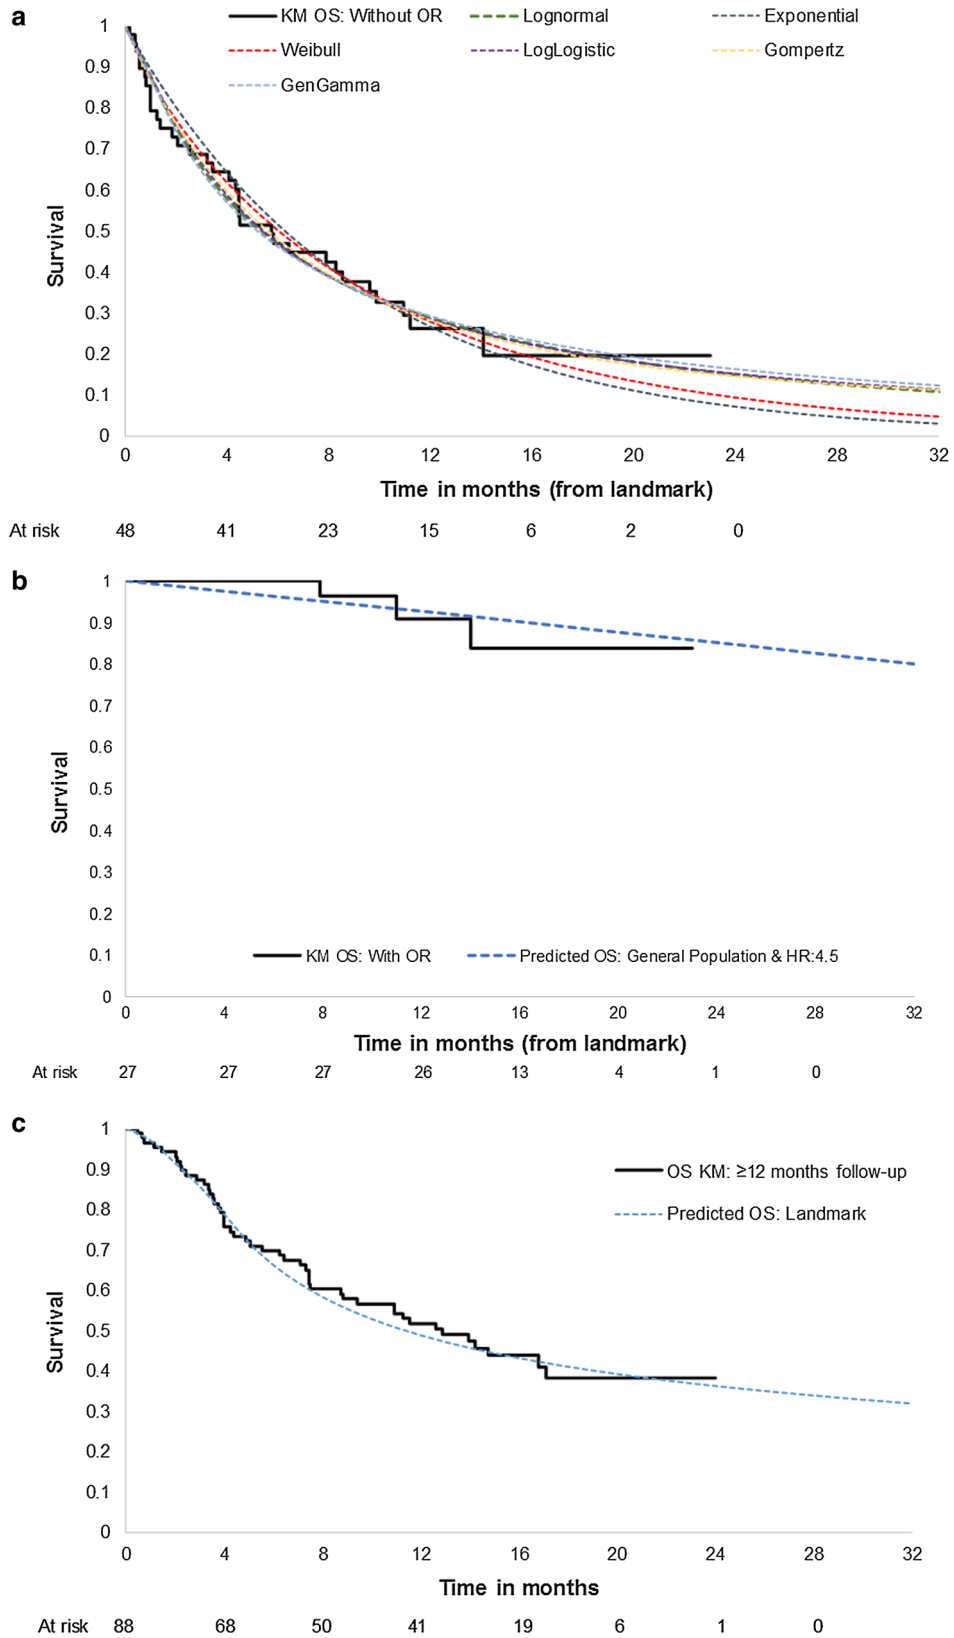 a
KM OS: Without OR Lognormal Exponential
Weibull LogLogistic Gompertz
GenGamma
1
0.9
0.8
0.7
0.6
0.5
0.4
0.3
0.2
0.1
0
Survival
0 4 8 12 16 20 24 28 32
Time in months (from landmark)
At risk 48 41 23 15 6 2 0
b
1
0.9
0.8
0.7
0.6
0.5
0.4
0.3
0.2
0.1
0
Survival
KM OS: With OR Predicted OS: General Population & HR:4.5
0 4 8 12 16 20 24 28 32
Time in months (from landmark)
At risk 27 27 27 26 13 4 1 0
c
1
0.9
0.8
0.7
0.6
0.5
0.4
0.3
0.2
0.1
0
Survival
OS KM: ≥12 months follow-up
Predicted OS: Landmark
0 4 8 12 16 20 24 28 32
Time in months
At risk 88 68 50 41 19 6 1 0